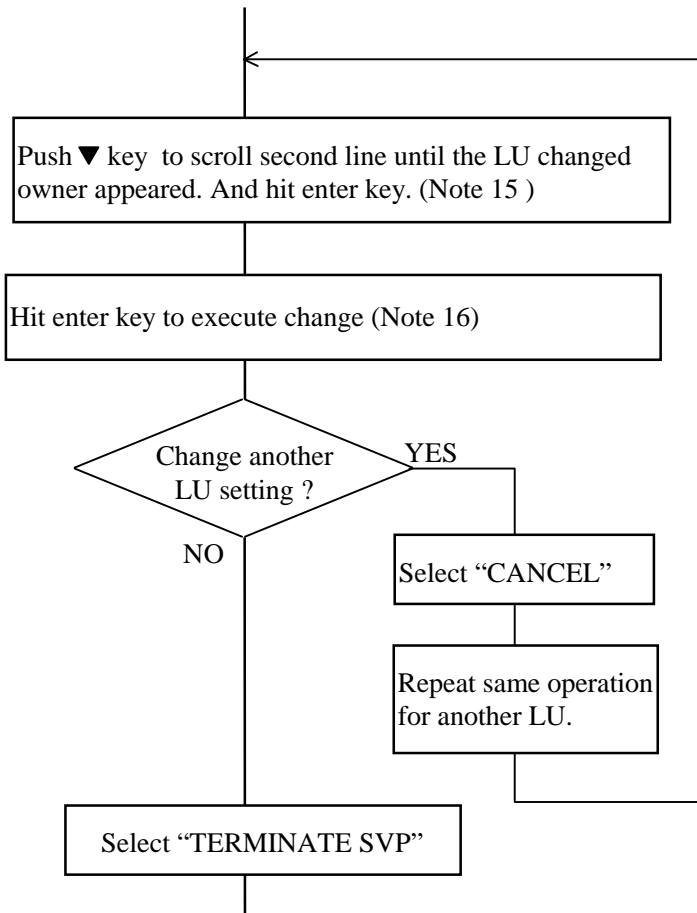 Push ▼ key to scroll second line until the LU changed
owner appeared. And hit enter key. (Note 15 )
Hit enter key to execute change (Note 16)
Change another
LU setting ?
YES
NO
Select “CANCEL”
Repeat same operation
for another LU.
Select “TERMINATE SVP”